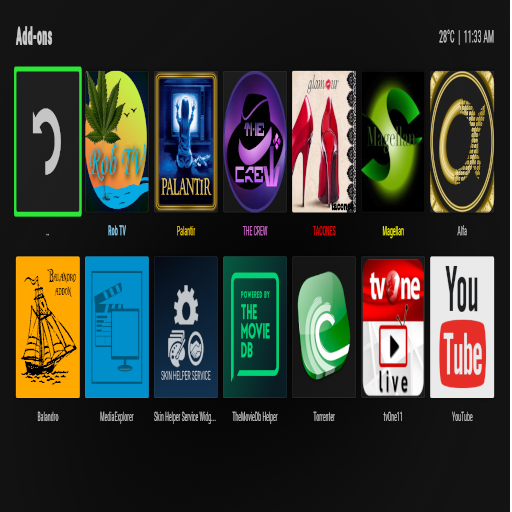 Add-ons
28°C | 11:33 AM
Rob TV
PALANTIR
THE
CREW
glamour
tacones
Magellan
..
Rob TV
Palantir
THE CREW
TACONES
Magellan
Alfa
BALANDRO
ADDON
SKIN HELPER SERVICE
POWERED BY
THE
MOVIE
DB
tvOne
live
You
Tube
Balandro
MediaExplorer
Skin Helper Service Widg...
TheMovieDb Helper
Torrenter
tvOne11
YouTube